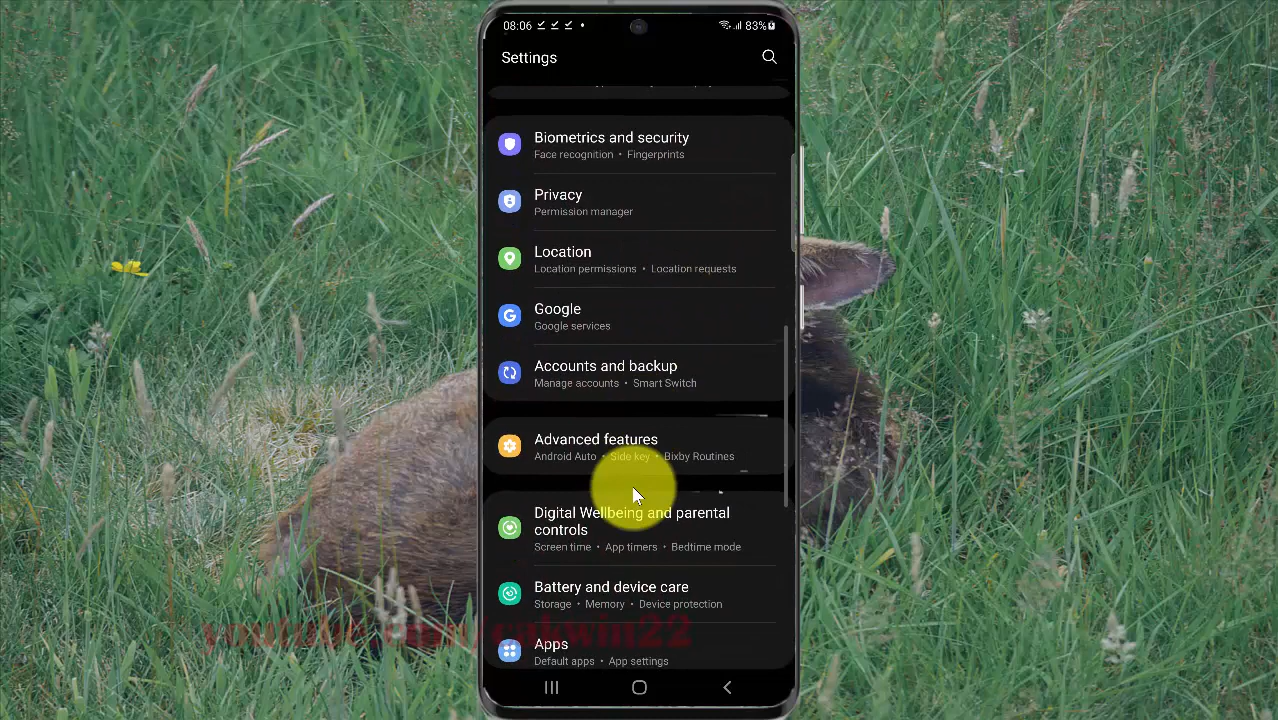 08:06
83%
Settings
Biometrics and security
Face recognition • Fingerprints
Privacy
Permission manager
Location
Location permissions • Location requests
Google
Google services
Accounts and backup
Manage accounts • Smart Switch
Advanced features
Android Auto • Side key • Bixby Routines
Digital Wellbeing and parental
controls
Screen time • App timers • Bedtime mode
Battery and device care
Storage • Memory • Device protection
Apps
Default apps • App settings
youtube.com/cakwin22